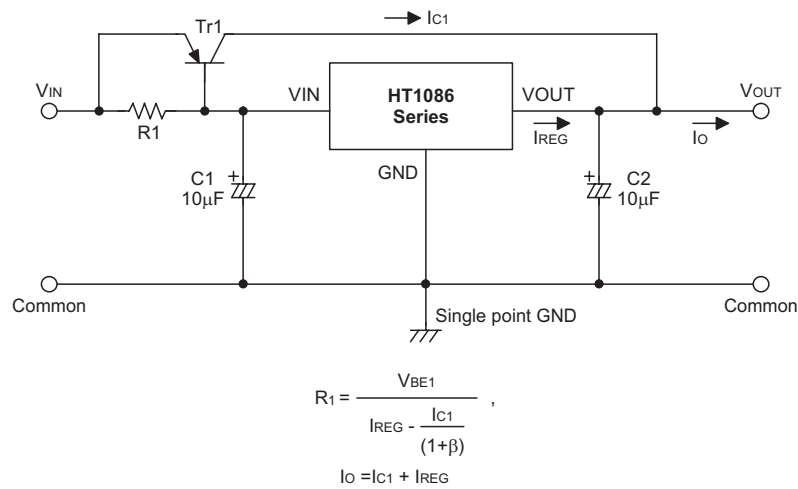 Tr1
IC1
VIN
R1
VIN
HT1086
Series
VOUT
IREG
VOUT
IO
GND
C1
10μF
C2
10μF
Common
Common
Single point GND
R1 = VBE1 / (IREG - IC1 / (1+β)) ,
IO =IC1 + IREG